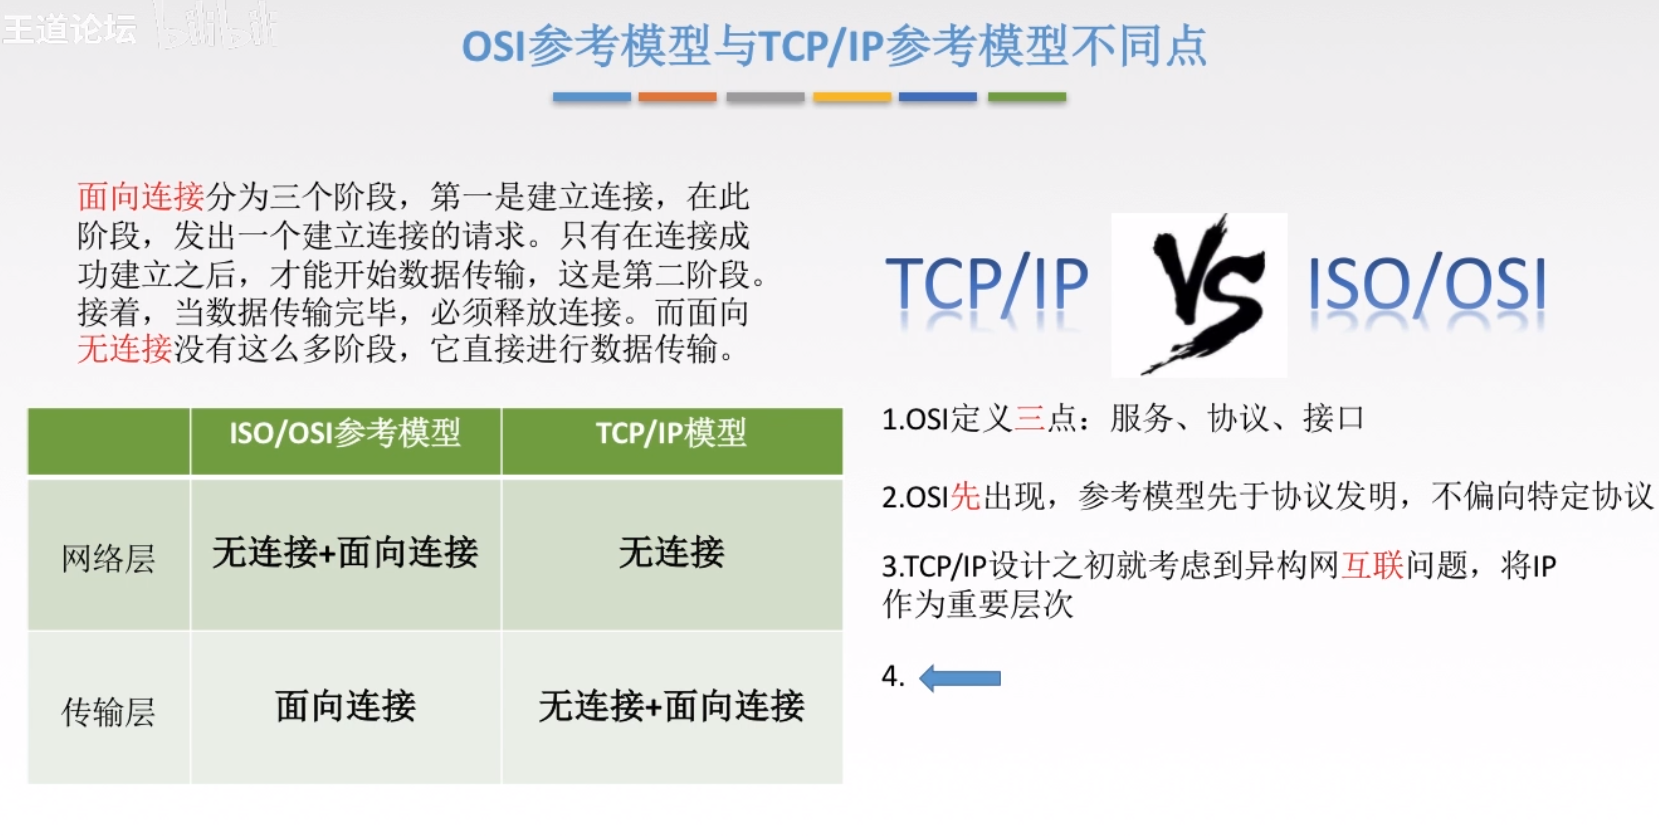 王道论坛 bilibili
OSI参考模型与TCP/IP参考模型不同点
面向连接分为三个阶段，第一是建立连接，在此
阶段，发出一个建立连接的请求。只有在连接成
功建立之后，才能开始数据传输，这是第二阶段。
接着，当数据传输完毕，必须释放连接。而面向
无连接没有这么多阶段，它直接进行数据传输。
ISO/OSI参考模型 TCP/IP模型
网络层 无连接+面向连接 无连接
传输层 面向连接 无连接+面向连接
TCP/IP VS ISO/OSI
1.OSI定义三点：服务、协议、接口
2.OSI先出现，参考模型先于协议发明，不偏向特定协议
3.TCP/IP设计之初就考虑到异构网互联问题，将IP
作为重要层次
4.